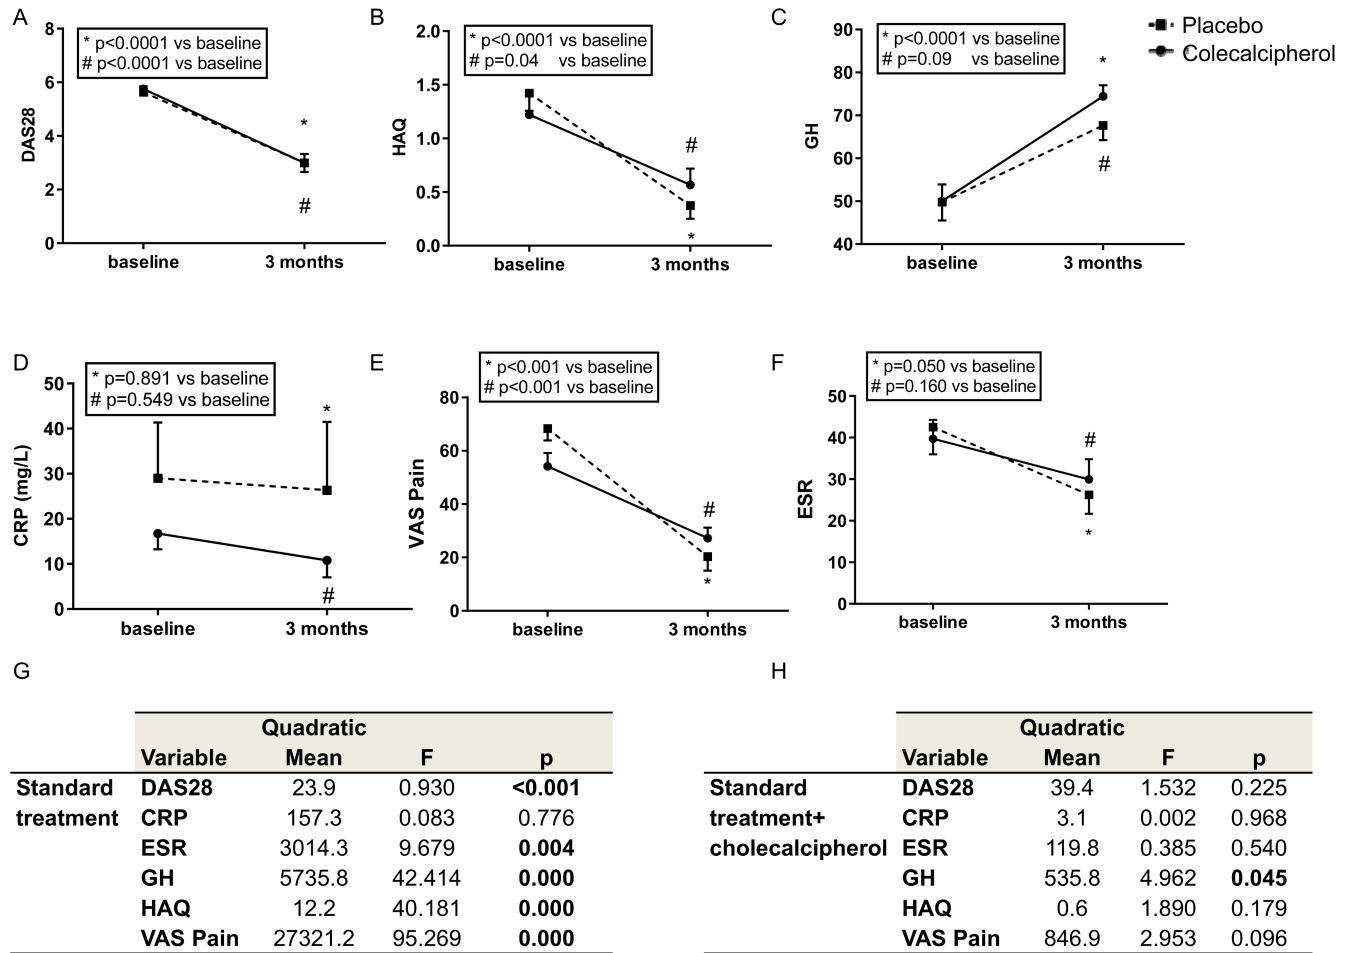 A
8
6
4
2
0
DAS28
* p<0.0001 vs baseline
# p<0.0001 vs baseline
*
#
baseline
3 months
B
2.0
1.5
1.0
0.5
0.0
HAQ
* p<0.0001 vs baseline
# p=0.04 vs baseline
#
*
baseline
3 months
C
90
80
70
60
50
40
GH
* p<0.0001 vs baseline
# p=0.09 vs baseline
*
#
baseline
3 months
Placebo
Colecalcipherol
D
50
40
30
20
10
0
CRP (mg/L)
* p=0.891 vs baseline
# p=0.549 vs baseline
*
#
baseline
3 months
E
80
60
40
20
0
VAS Pain
* p<0.001 vs baseline
# p<0.001 vs baseline
#
*
baseline
3 months
F
50
40
30
20
10
0
ESR
* p=0.050 vs baseline
# p=0.160 vs baseline
#
*
baseline
3 months
G
Quadratic
Variable Mean F p
Standard DAS28 23.9 0.930 <0.001
treatment CRP 157.3 0.083 0.776
ESR 3014.3 9.679 0.004
GH 5735.8 42.414 0.000
HAQ 12.2 40.181 0.000
VAS Pain 27321.2 95.269 0.000
H
Quadratic
Variable Mean F p
Standard DAS28 39.4 1.532 0.225
treatment+ CRP 3.1 0.002 0.968
cholecalcipherol ESR 119.8 0.385 0.540
GH 535.8 4.962 0.045
HAQ 0.6 1.890 0.179
VAS Pain 846.9 2.953 0.096